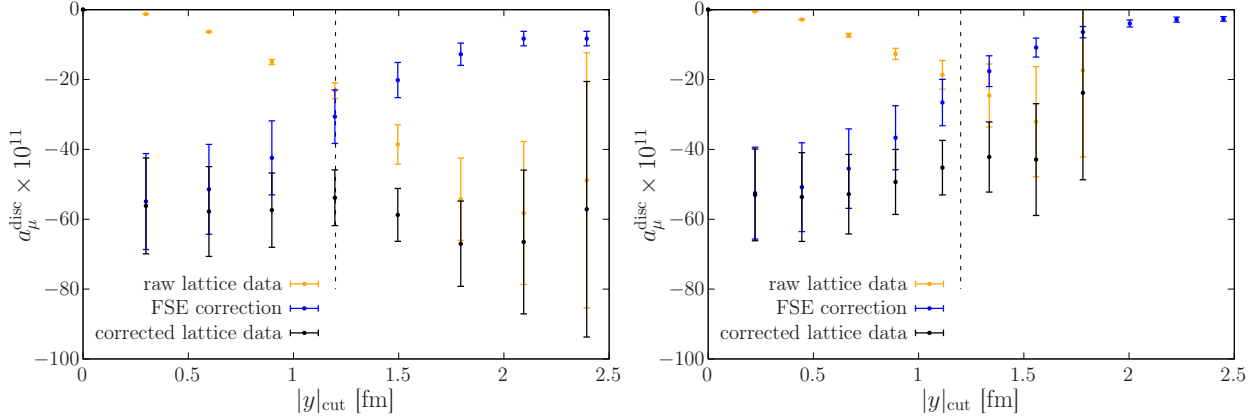 0
−20
−40
−60
−80
−100
0
0.5
1
1.5
2
2.5
a_μ^disc × 10^11
|y|_cut [fm]
raw lattice data
FSE correction
corrected lattice data
0
−20
−40
−60
−80
−100
0
0.5
1
1.5
2
2.5
a_μ^disc × 10^11
|y|_cut [fm]
raw lattice data
FSE correction
corrected lattice data